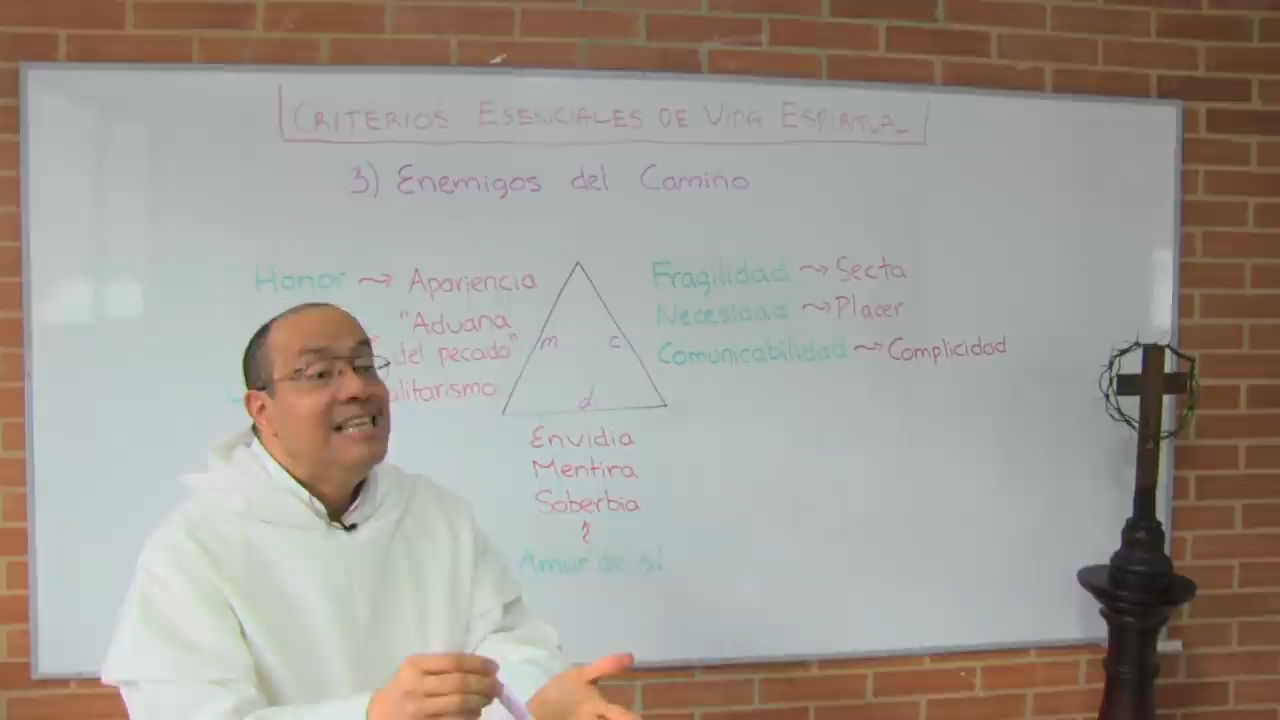 CRITERIOS ESENCIALES DE VIDA
3) Enemigos del Camino
Honor ~> Apariencia
"Aduana
del pecado"
m
c
d
Fragilidad ~> Secta
Necesidad ~> Placer
Comunicabilidad ~> Complicidad
Envidia
Mentira
Soberbia
Amor de sí